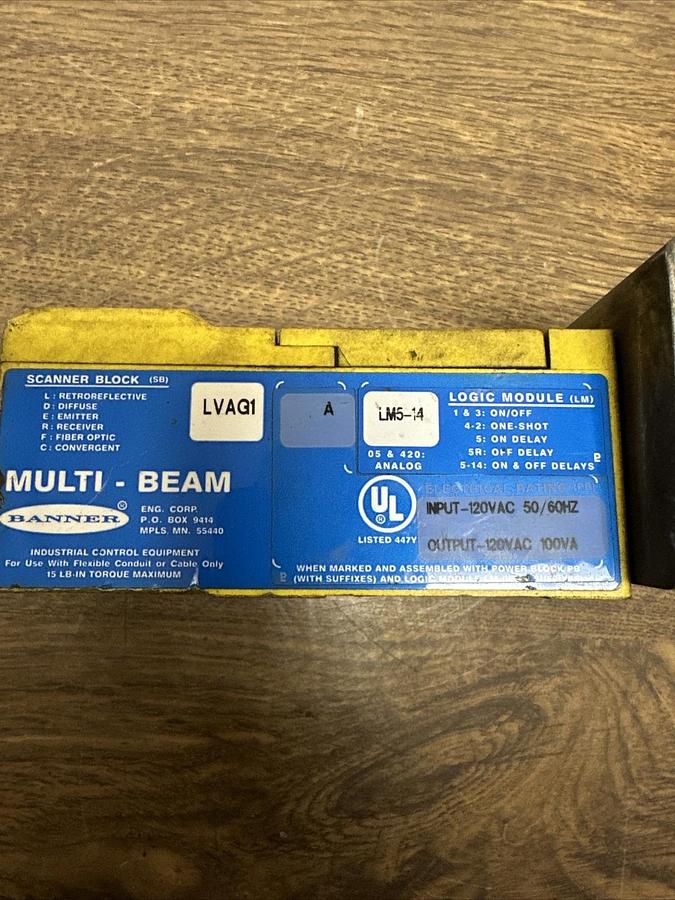 SCANNER BLOCK (SB)
L : RETROREFLECTIVE
D : DIFFUSE
E : EMITTER
R : RECEIVER
F : FIBER OPTIC
C : CONVERGENT
LVAG1
A
LM5-14
05 & 420:
ANALOG
LOGIC MODULE (LM)
1 & 3: ON/OFF
4-2: ONE-SHOT
5: ON DELAY
5R: OFF DELAY
5-14: ON & OFF DELAYS
MULTI - BEAM
BANNER ®
ENG. CORP.
P.O. BOX 9414
MPLS. MN. 55440
UL ®
LISTED 447Y
ELECTRICAL RATING (PB)
INPUT-120VAC 50/60HZ
OUTPUT-120VAC 100VA
INDUSTRIAL CONTROL EQUIPMENT
For Use With Flexible Conduit or Cable Only
15 LB-IN TORQUE MAXIMUM
WHEN MARKED AND ASSEMBLED WITH POWER BLOCK PB
(WITH SUFFIXES) AND LOGIC MODULE LM